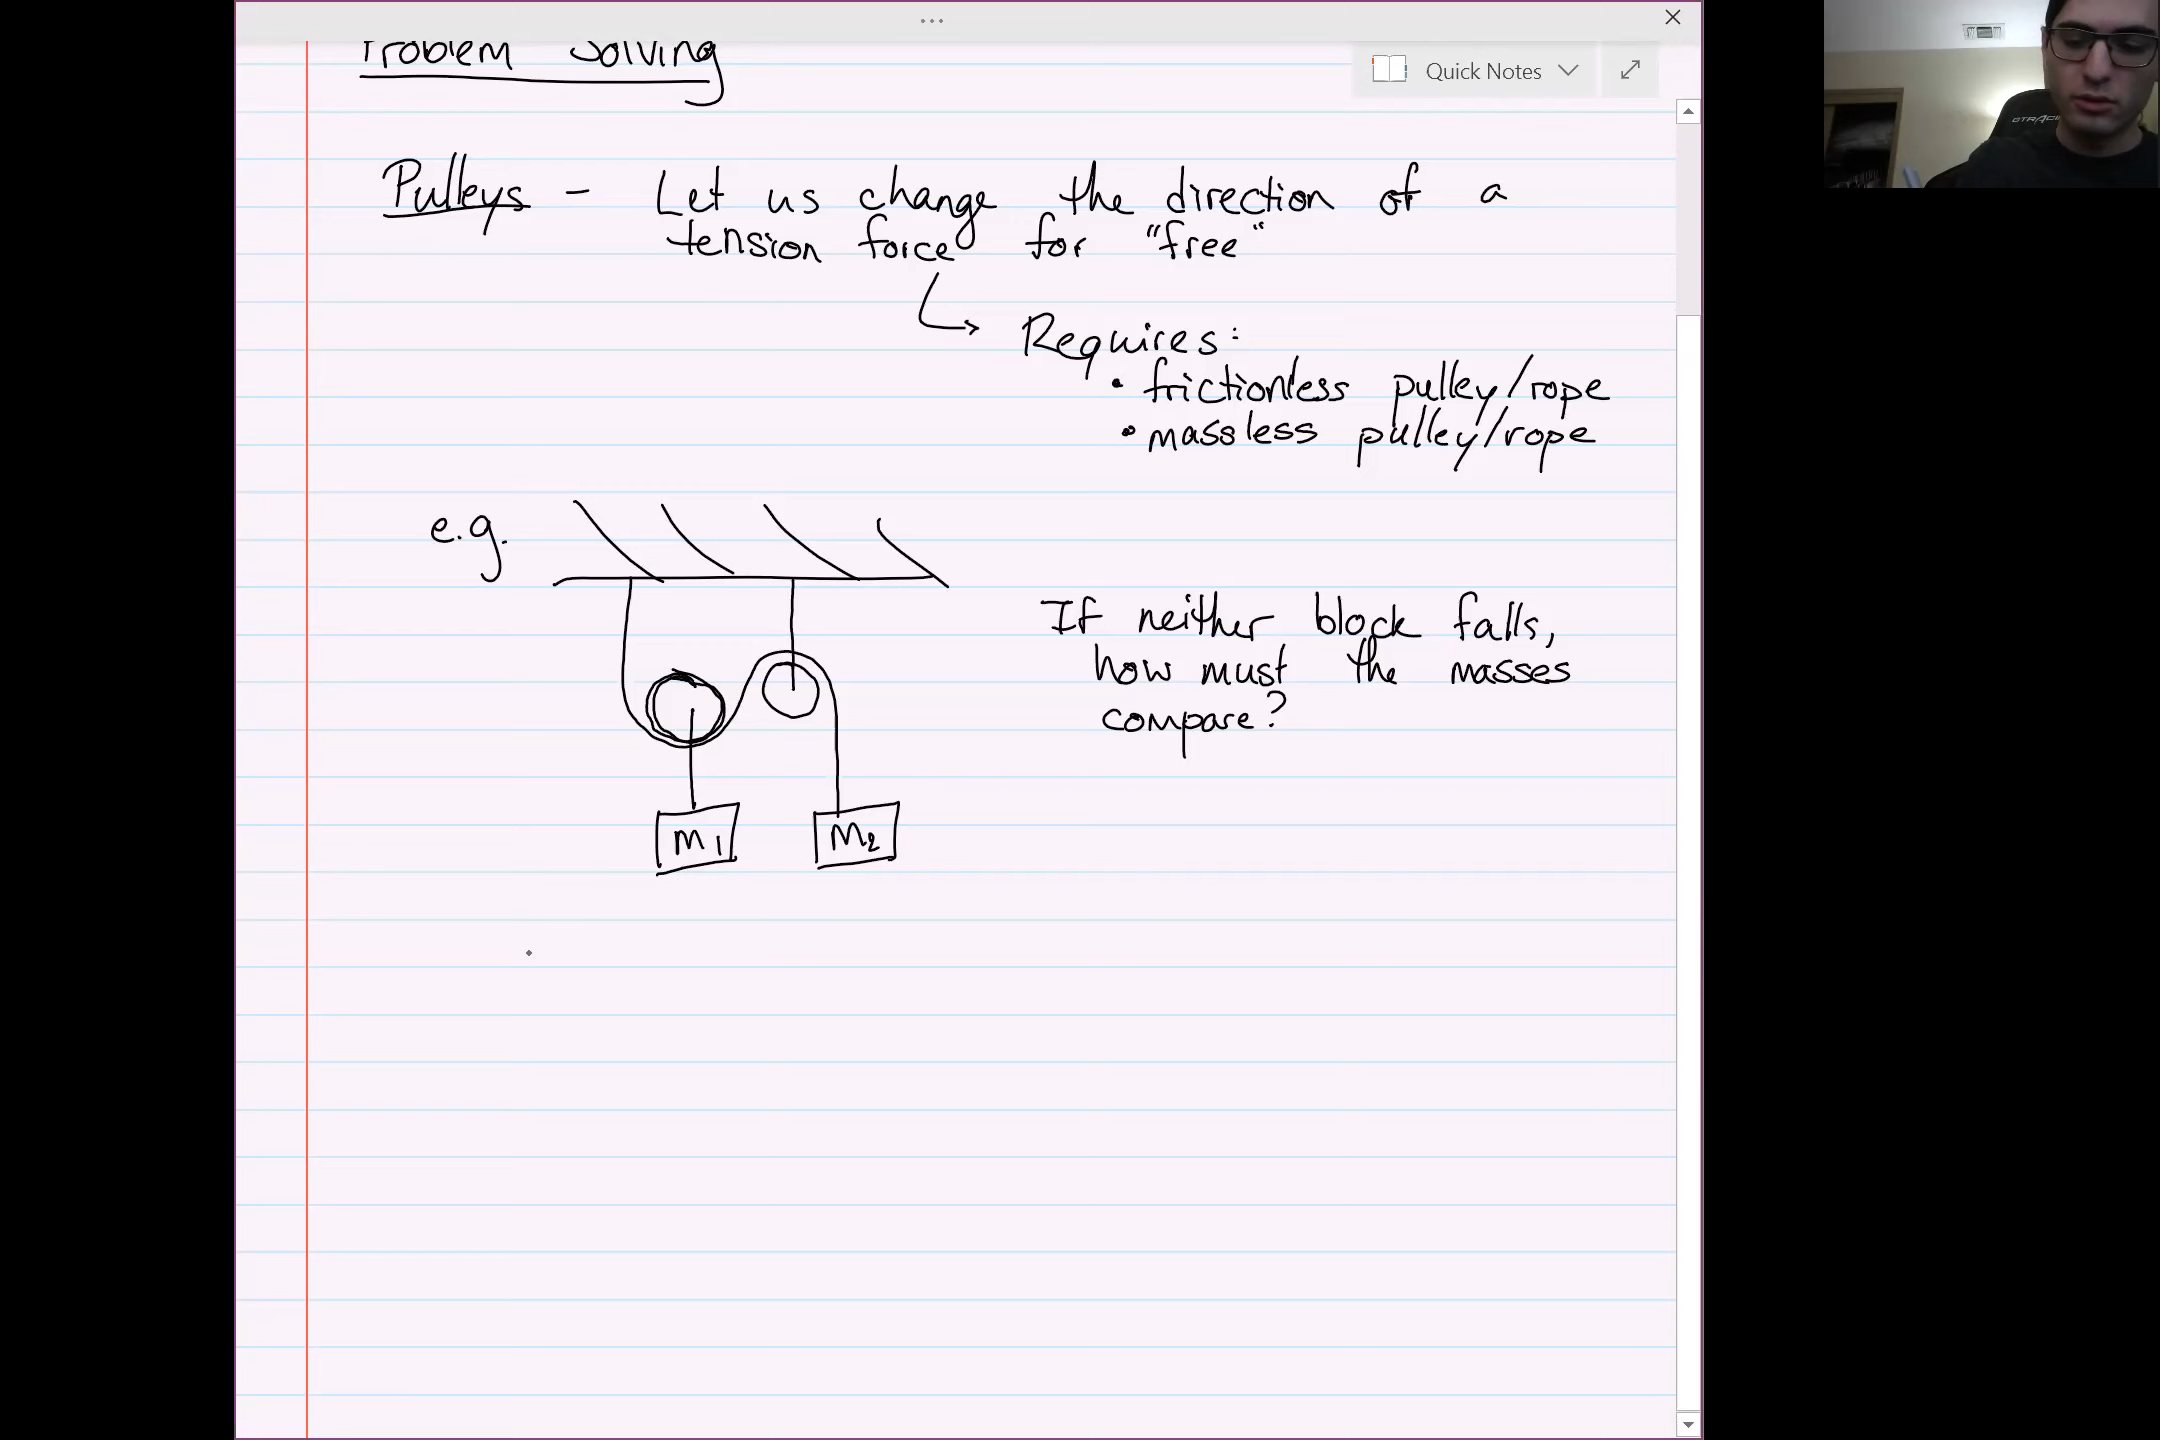 Problem Solving
Quick Notes
Pulleys - Let us change the direction of a
tension force for "free"
Requires:
• frictionless pulley/rope
• massless pulley/rope
e.g.
If neither block falls,
how must the masses
compare?
m1 m2